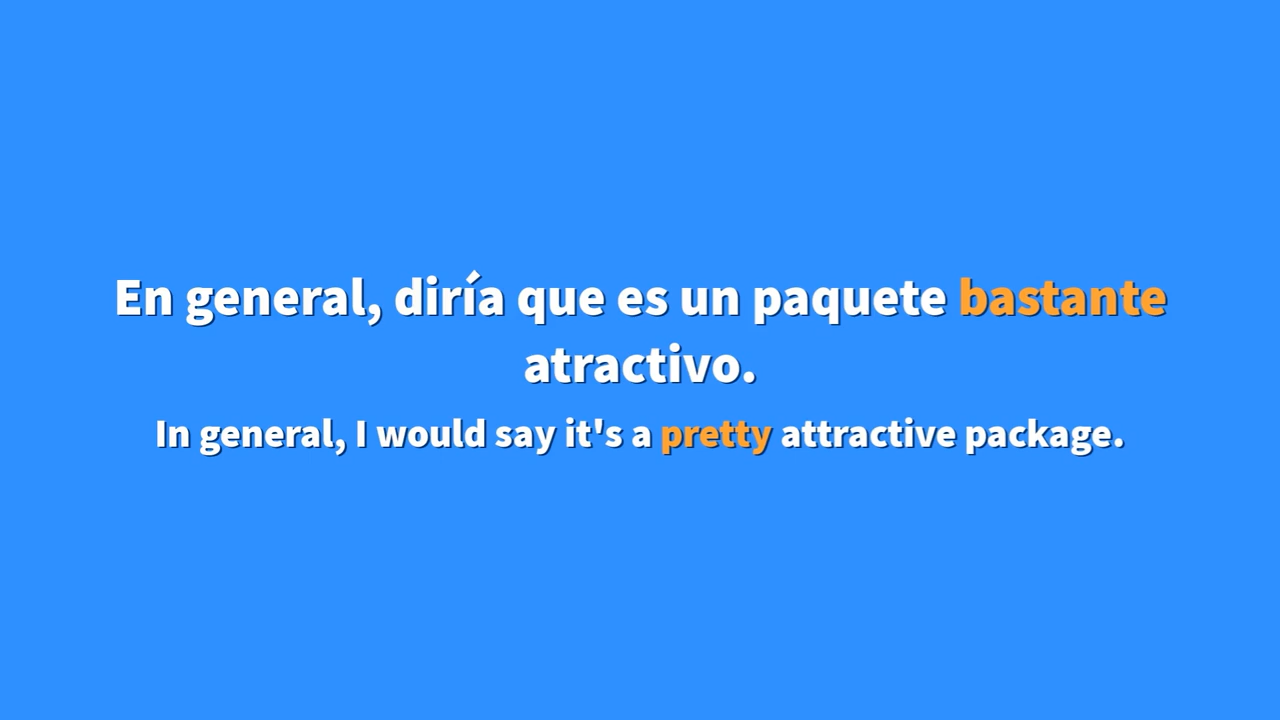 En general, diría que es un paquete bastante
atractivo.
In general, I would say it's a pretty attractive package.